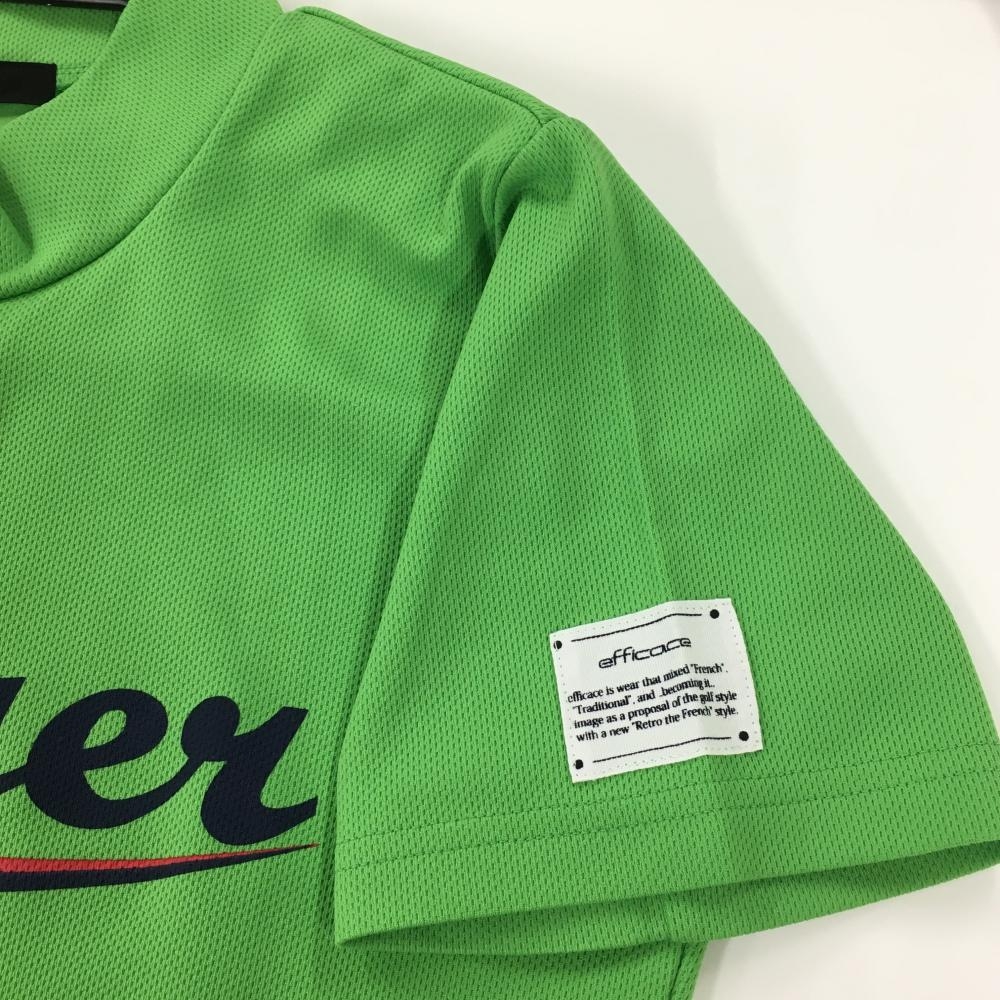 efficace
efficace is wear that mixed "French",
"Traditional", and ..becoming it..
image as a proposal of the golf style
with a new "Retro the French" style.
er